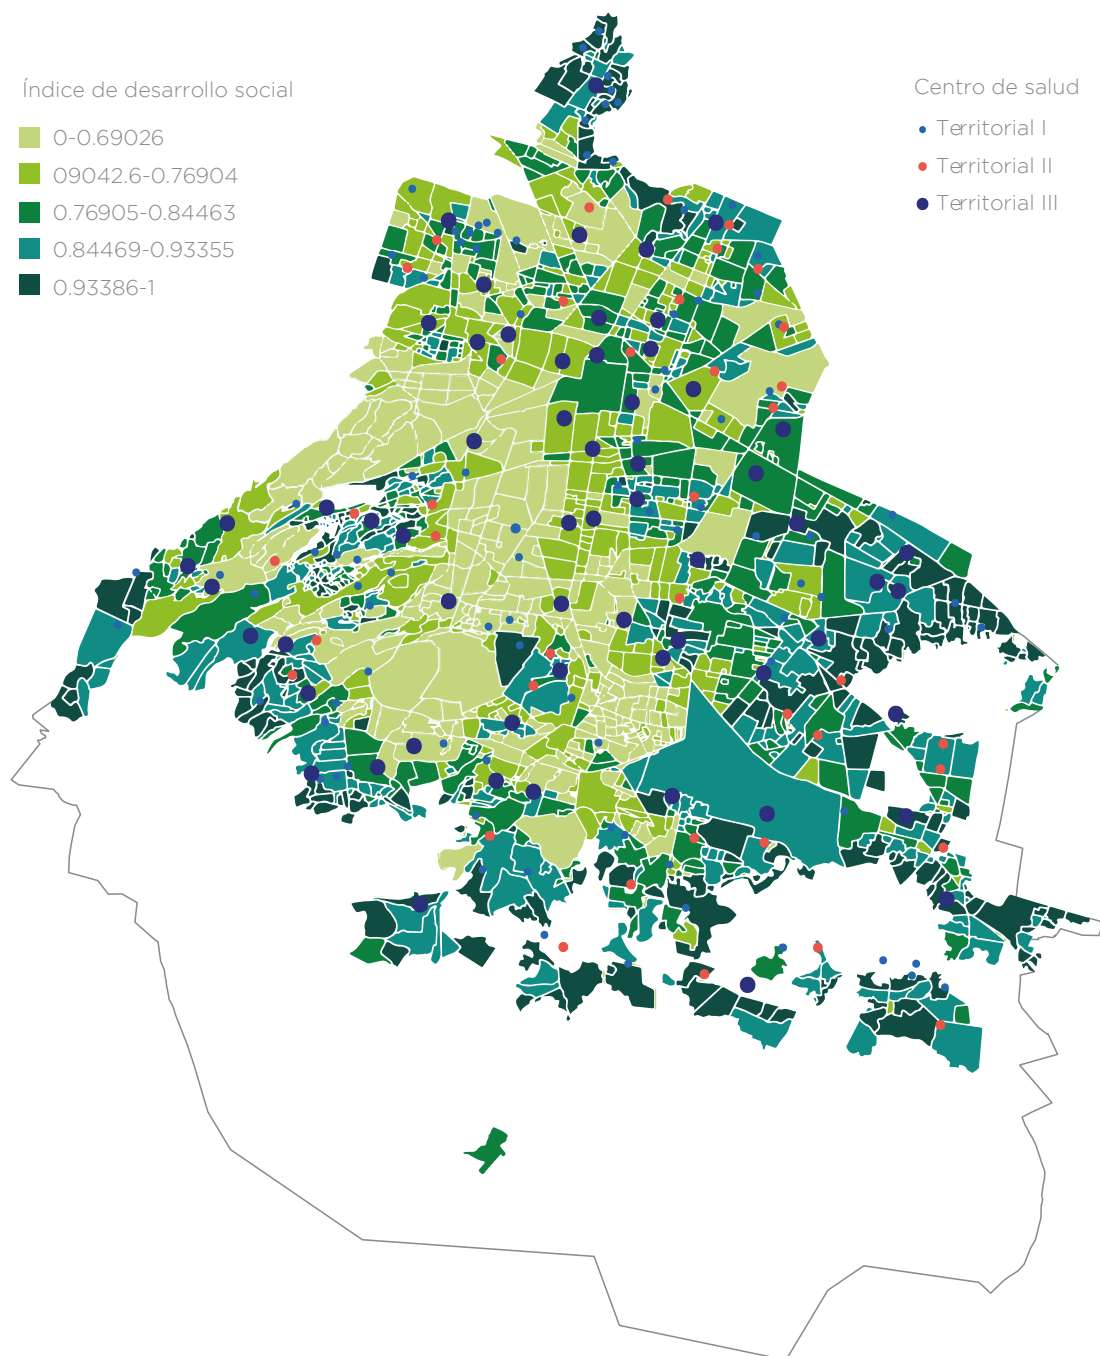 Índice de desarrollo social
0-0.69026
09042.6-0.76904
0.76905-0.84463
0.84469-0.93355
0.93386-1
Centro de salud
Territorial I
Territorial II
Territorial III